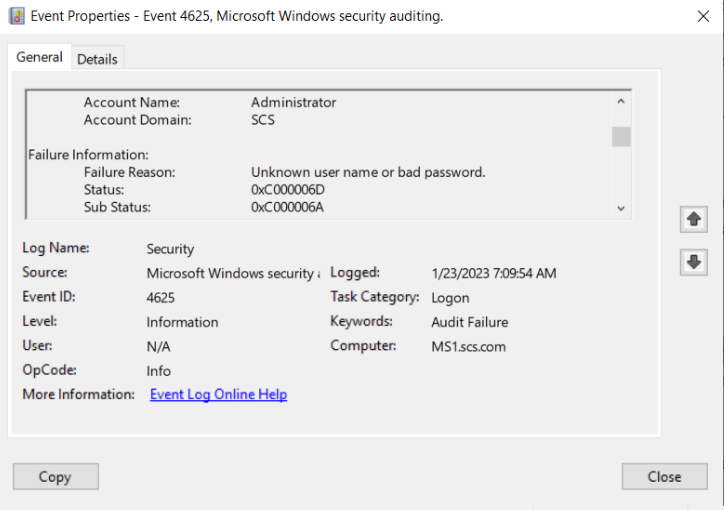 Event Properties - Event 4625, Microsoft Windows security auditing.
General Details
Account Name: Administrator
Account Domain: SCS
Failure Information:
Failure Reason: Unknown user name or bad password.
Status: 0xC000006D
Sub Status: 0xC000006A
Log Name: Security
Source: Microsoft Windows security Logged: 1/23/2023 7:09:54 AM
Event ID: 4625 Task Category: Logon
Level: Information Keywords: Audit Failure
User: N/A Computer: MS1.scs.com
OpCode: Info
More Information: Event Log Online Help
Copy Close